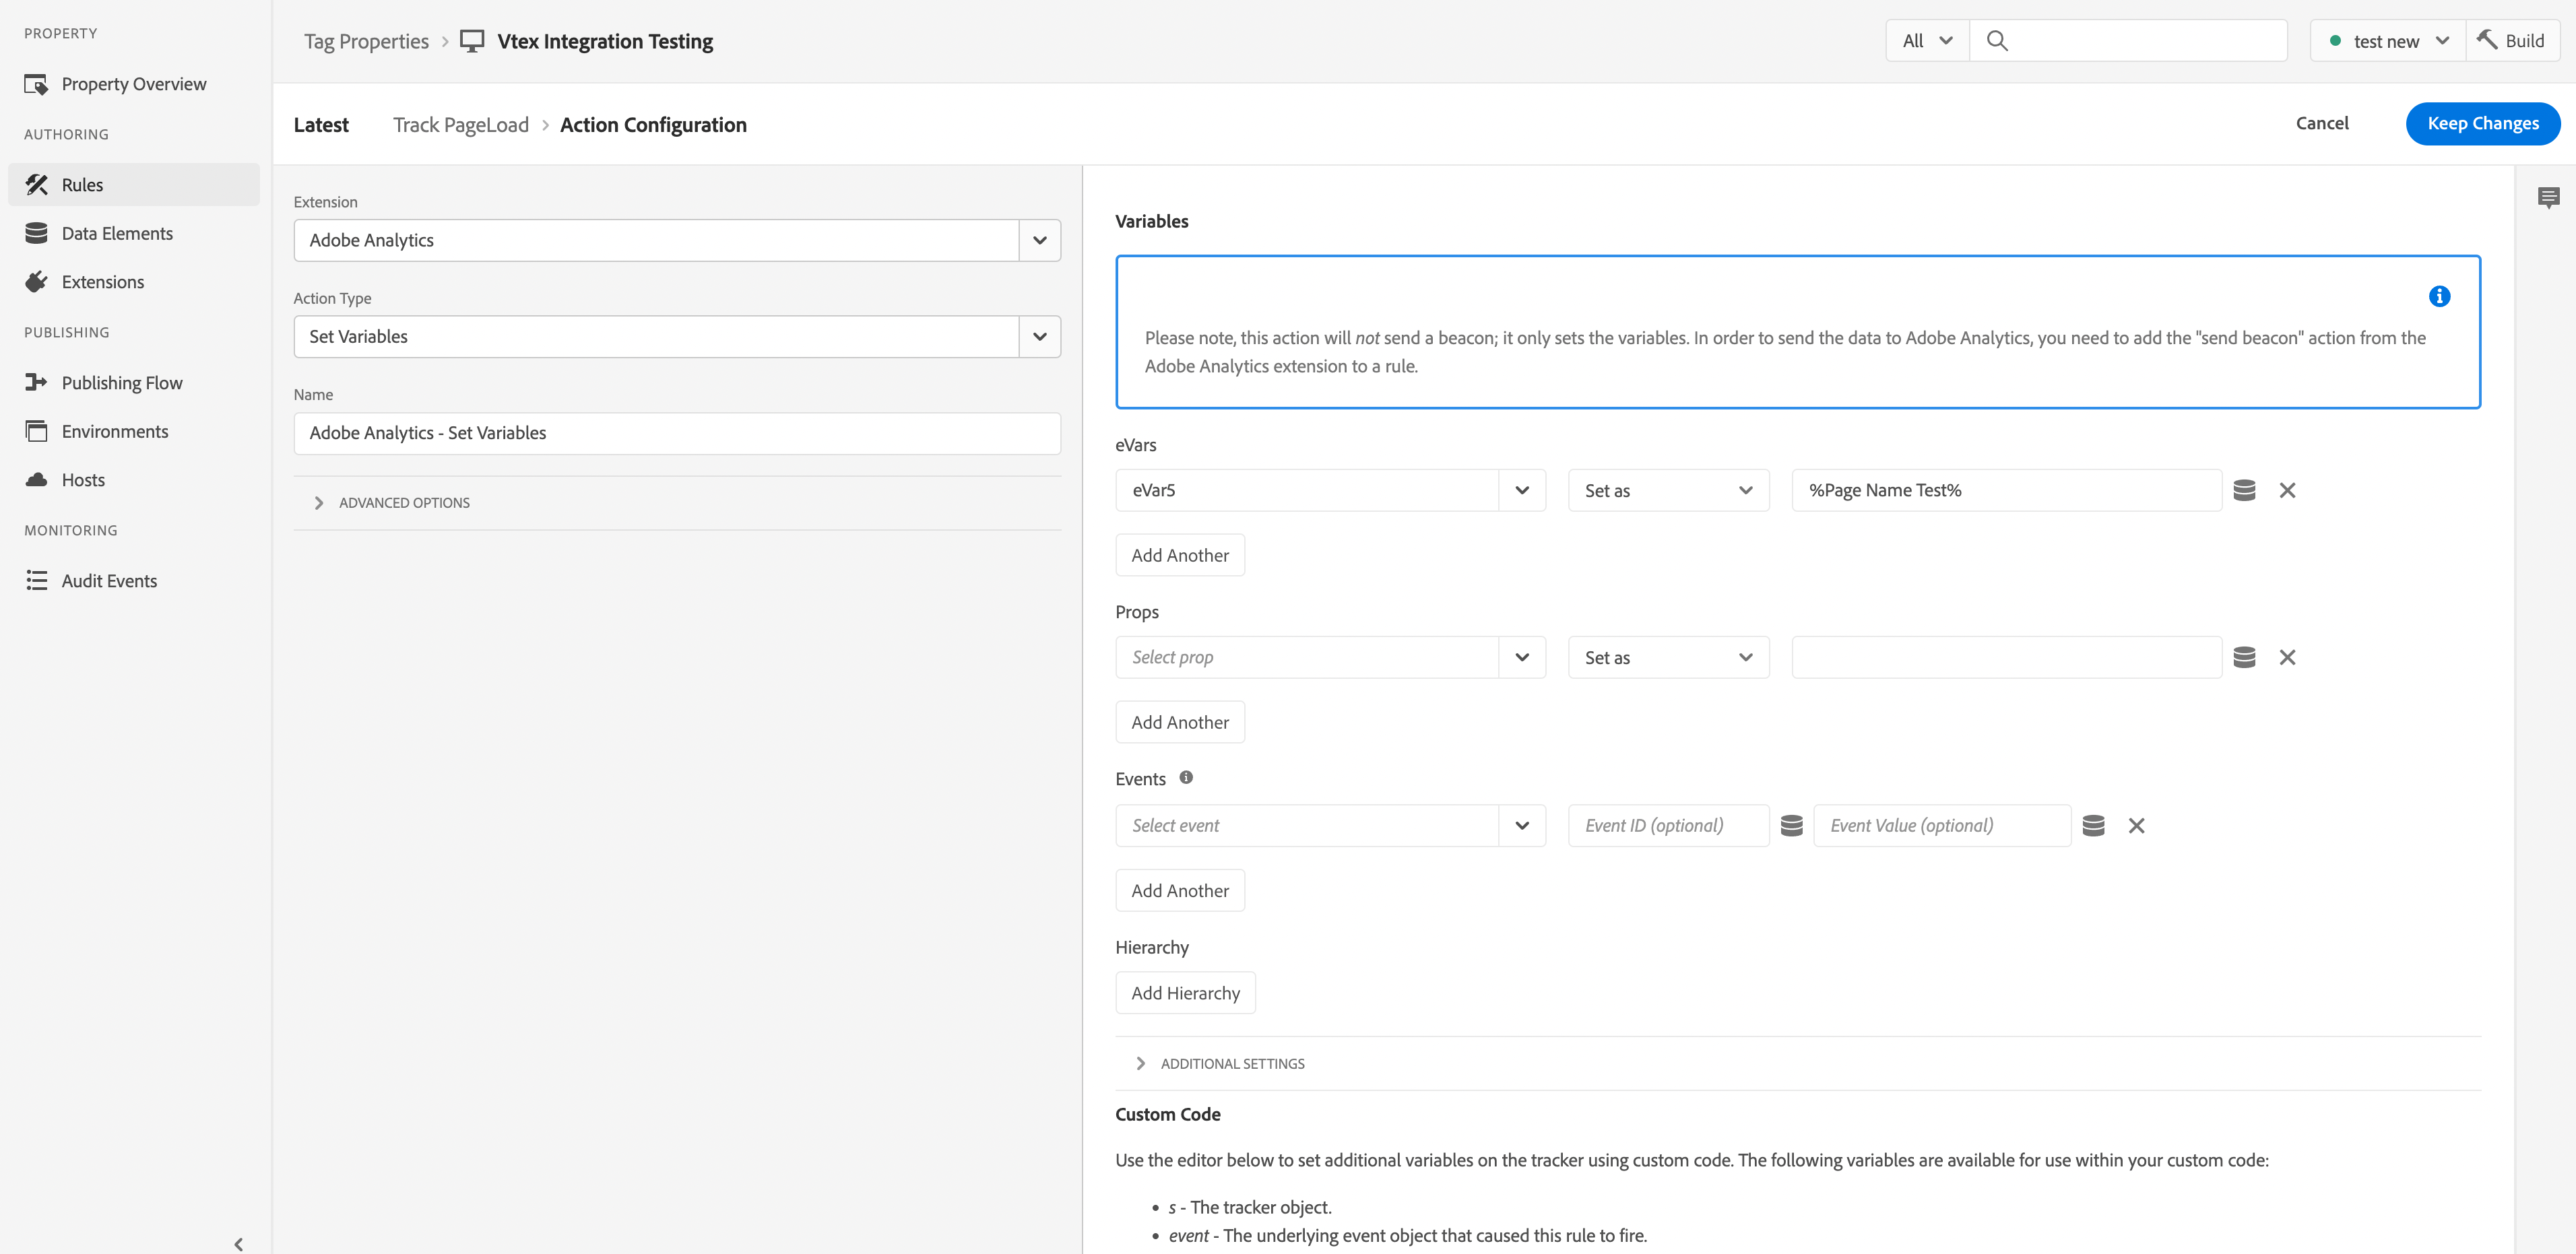 PROPERTY
Property Overview
AUTHORING
Rules
Data Elements
Extensions
PUBLISHING
Publishing Flow
Environments
Hosts
MONITORING
Audit Events
Tag Properties
Vtex Integration Testing
All
test new
Build
Latest
Track PageLoad
Action Configuration
Cancel
Keep Changes
Extension
Adobe Analytics
Action Type
Set Variables
Name
Adobe Analytics - Set Variables
ADVANCED OPTIONS
Variables
Please note, this action will not send a beacon; it only sets the variables. In order to send the data to Adobe Analytics, you need to add the "send beacon" action from the
Adobe Analytics extension to a rule.
eVars
eVar5 Set as %Page Name Test%
Add Another
Props
Select prop Set as
Add Another
Events
Select event Event ID (optional) Event Value (optional)
Add Another
Hierarchy
Add Hierarchy
ADDITIONAL SETTINGS
Custom Code
Use the editor below to set additional variables on the tracker using custom code. The following variables are available for use within your custom code:
• s - The tracker object.
• event - The underlying event object that caused this rule to fire.